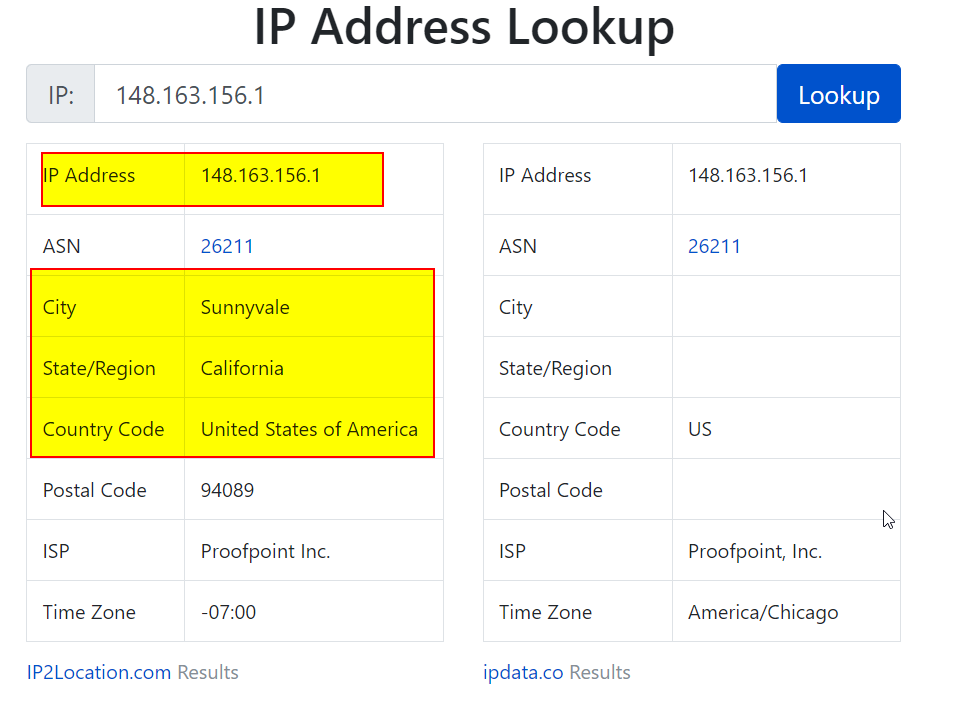 IP Address Lookup
IP: 148.163.156.1 Lookup
IP Address 148.163.156.1
ASN 26211
City Sunnyvale
State/Region California
Country Code United States of America
Postal Code 94089
ISP Proofpoint Inc.
Time Zone -07:00
IP2Location.com Results
IP Address 148.163.156.1
ASN 26211
City
State/Region
Country Code US
Postal Code
ISP Proofpoint, Inc.
Time Zone America/Chicago
ipdata.co Results